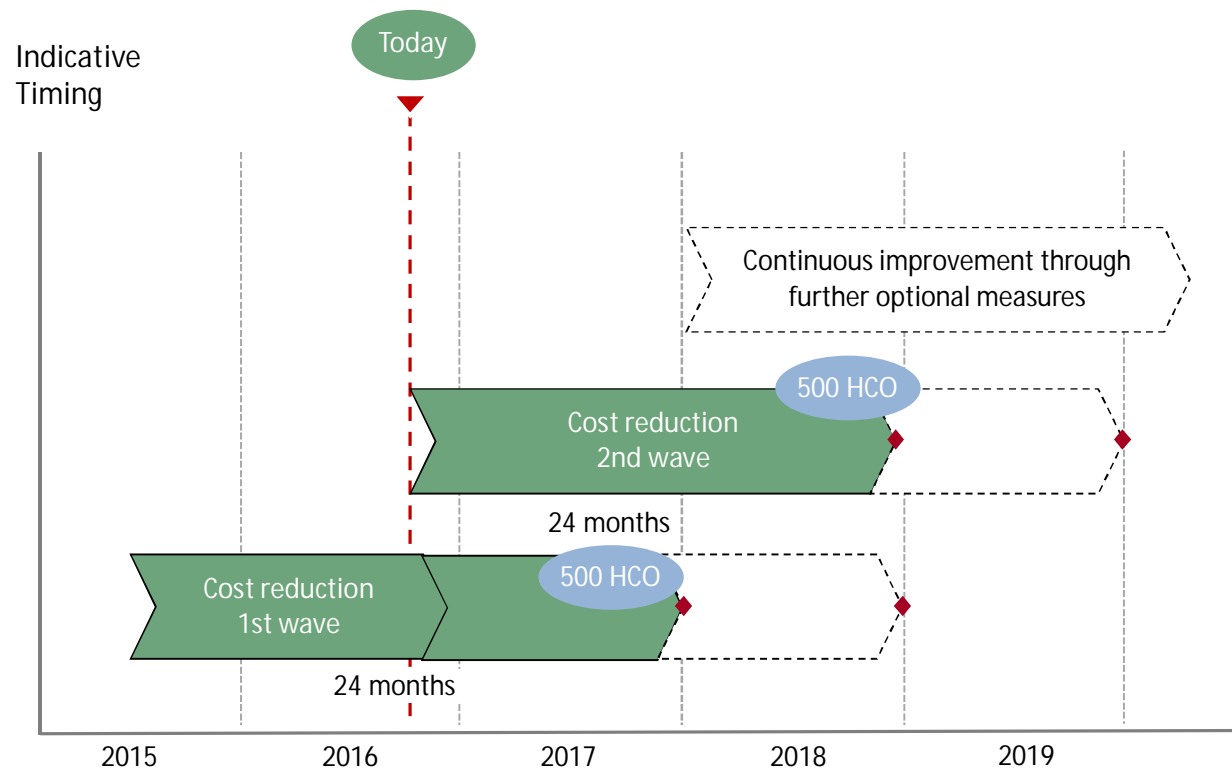 Today
Indicative
Timing
Continuous improvement through
further optional measures
500 HCO
Cost reduction
2nd wave
24 months
500 HCO
Cost reduction
1st wave
24 months
2015 2016 2017 2018 2019